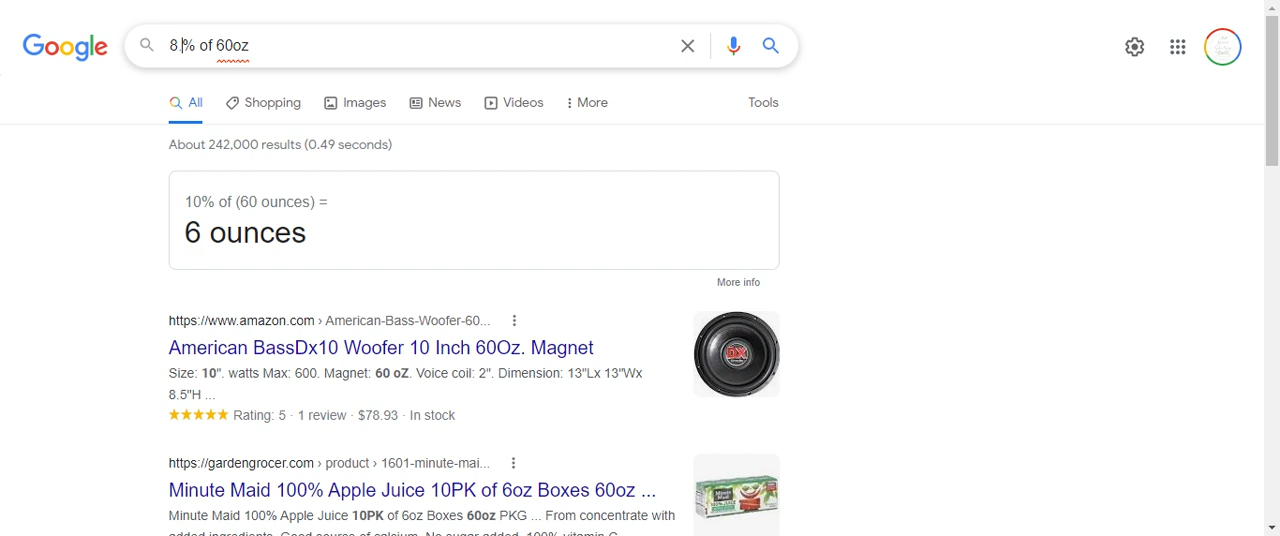 Google
8 % of 60oz
All
Shopping
Images
News
Videos
More
Tools
About 242,000 results (0.49 seconds)
10% of (60 ounces) =
6 ounces
More info
https://www.amazon.com › American-Bass-Woofer-60...
American BassDx10 Woofer 10 Inch 60Oz. Magnet
Size: 10". watts Max: 600. Magnet: 60 oZ. Voice coil: 2". Dimension: 13"Lx 13"Wx
8.5"H ...
Rating: 5 · 1 review · $78.93 · In stock
DX
https://gardengrocer.com › product › 1601-minute-mai...
Minute Maid 100% Apple Juice 10PK of 6oz Boxes 60oz ...
Minute Maid 100% Apple Juice 10PK of 6oz Boxes 60oz PKG ... From concentrate with
added ingredients. Good source of calcium. No sugar added. 100% vitamin C